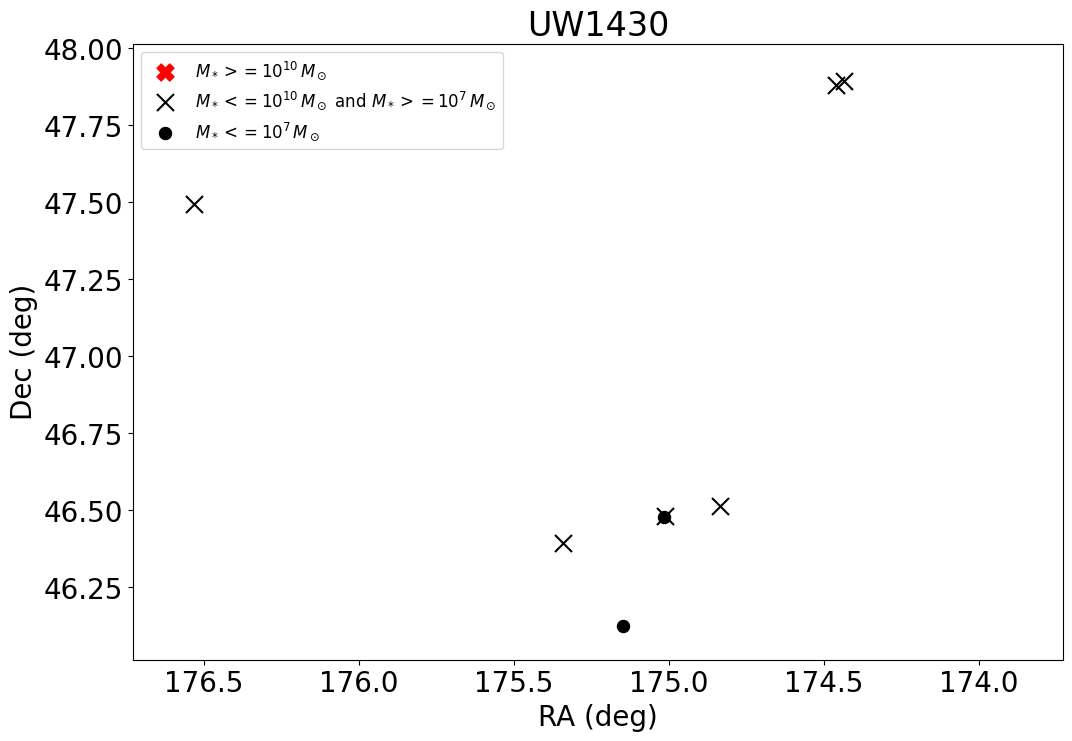 UW1430
48.00
M* >= 10^10 M⊙
M* <= 10^10 M⊙ and M* >= 10^7 M⊙
M* <= 10^7 M⊙
47.75
47.50
47.25
47.00
46.75
46.50
46.25
Dec (deg)
176.5 176.0 175.5 175.0 174.5 174.0
RA (deg)